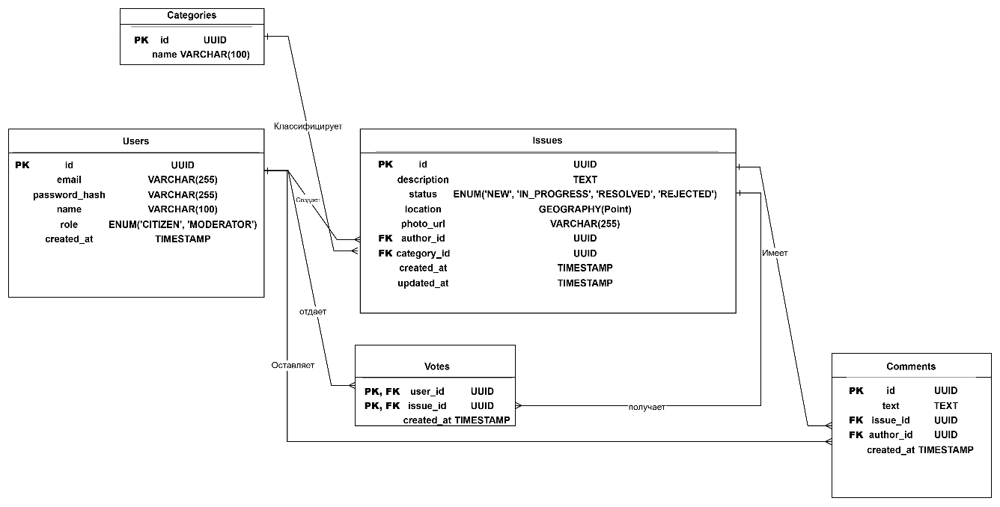 Categories
PK id UUID
name VARCHAR(100)
Классифицирует
Users
PK id UUID
email VARCHAR(255)
password_hash VARCHAR(255)
name VARCHAR(100)
role ENUM('CITIZEN', 'MODERATOR')
created_at TIMESTAMP
Создает
Issues
PK id UUID
description TEXT
status ENUM('NEW', 'IN_PROGRESS', 'RESOLVED', 'REJECTED')
location GEOGRAPHY(Point)
photo_url VARCHAR(255)
FK author_id UUID
FK category_id UUID
created_at TIMESTAMP
updated_at TIMESTAMP
Имеет
отдает
Оставляет
Votes
PK, FK user_id UUID
PK, FK issue_id UUID
created_at TIMESTAMP
получает
Comments
PK id UUID
text TEXT
FK issue_id UUID
FK author_id UUID
created_at TIMESTAMP